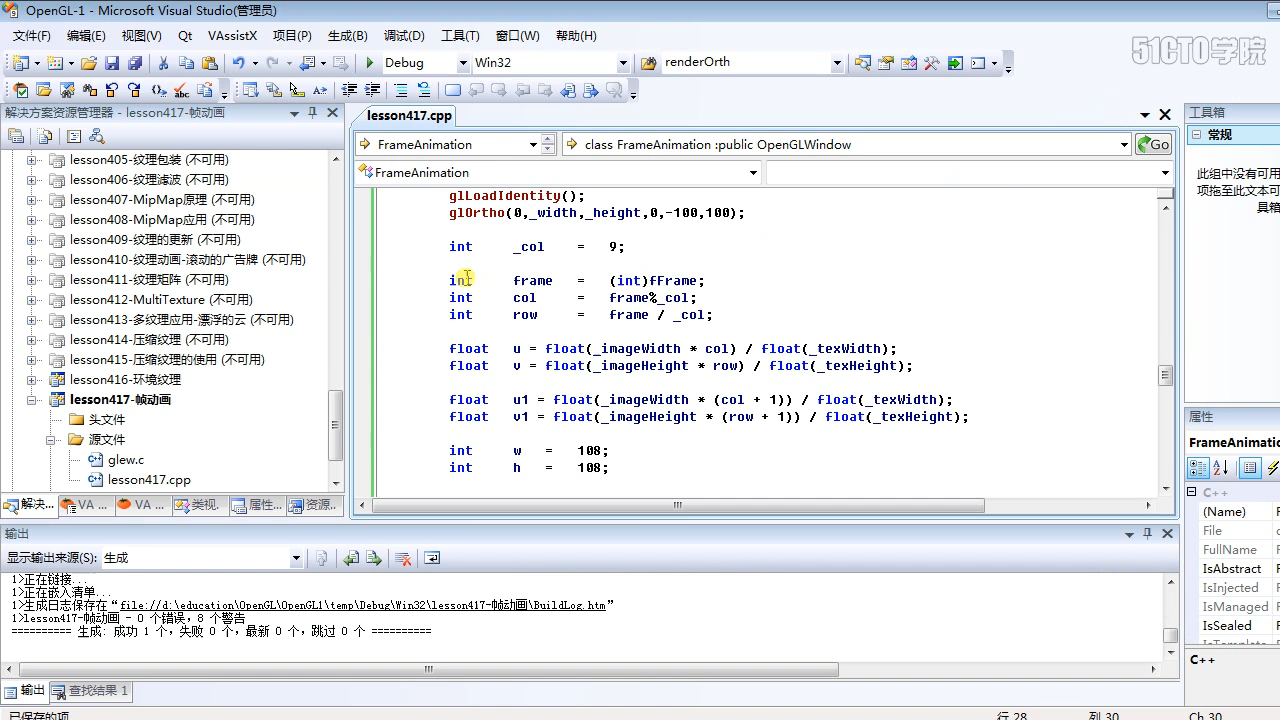 OpenGL-1 - Microsoft Visual Studio(管理员)
文件(F) 编辑(E) 视图(V) Qt VAssistX 项目(P) 生成(B) 调试(D) 工具(T) 窗口(W) 帮助(H)
51CTO学院
Debug Win32 renderOrth
解决方案资源管理器 - lesson417-帧动画
lesson405-纹理包装 (不可用)
lesson406-纹理滤波 (不可用)
lesson407-MipMap原理 (不可用)
lesson408-MipMap应用 (不可用)
lesson409-纹理的更新 (不可用)
lesson410-纹理动画-滚动的广告牌 (不可用)
lesson411-纹理矩阵 (不可用)
lesson412-MultiTexture (不可用)
lesson413-多纹理应用-漂浮的云 (不可用)
lesson414-压缩纹理 (不可用)
lesson415-压缩纹理的使用 (不可用)
lesson416-环境纹理
lesson417-帧动画
头文件
源文件
glew.c
lesson417.cpp
解决... VA ... VA ... 类视. 属性... 资源..
lesson417.cpp
FrameAnimation class FrameAnimation :public OpenGLWindow Go
FrameAnimation
glLoadIdentity();
glOrtho(0,_width,_height,0,-100,100);
int _col = 9;
int frame = (int)fFrame;
int col = frame%_col;
int row = frame / _col;
float u = float(_imageWidth * col) / float(_texWidth);
float v = float(_imageHeight * row) / float(_texHeight);
float u1 = float(_imageWidth * (col + 1)) / float(_texWidth);
float v1 = float(_imageHeight * (row + 1)) / float(_texHeight);
int w = 108;
int h = 108;
工具箱
常规
此组中没有可用
项拖至此文本可
具箱
属性
FrameAnimatio
C++
(Name)
File
FullName
IsAbstract
IsInjected
IsManaged
IsSealed
IsTemplate
C++
输出
显示输出来源(S): 生成
1>正在链接...
1>正在嵌入清单...
1>生成日志保存在“file://d:\education\OpenGL\OpenGL1\temp\Debug\Win32\lesson417-帧动画\BuildLog.htm”
1>lesson417-帧动画 - 0 个错误，8 个警告
========== 生成: 成功 1 个，失败 0 个，最新 0 个，跳过 0 个 ==========
输出 查找结果 1
已保存的项 行 28 列 30 Ch 30